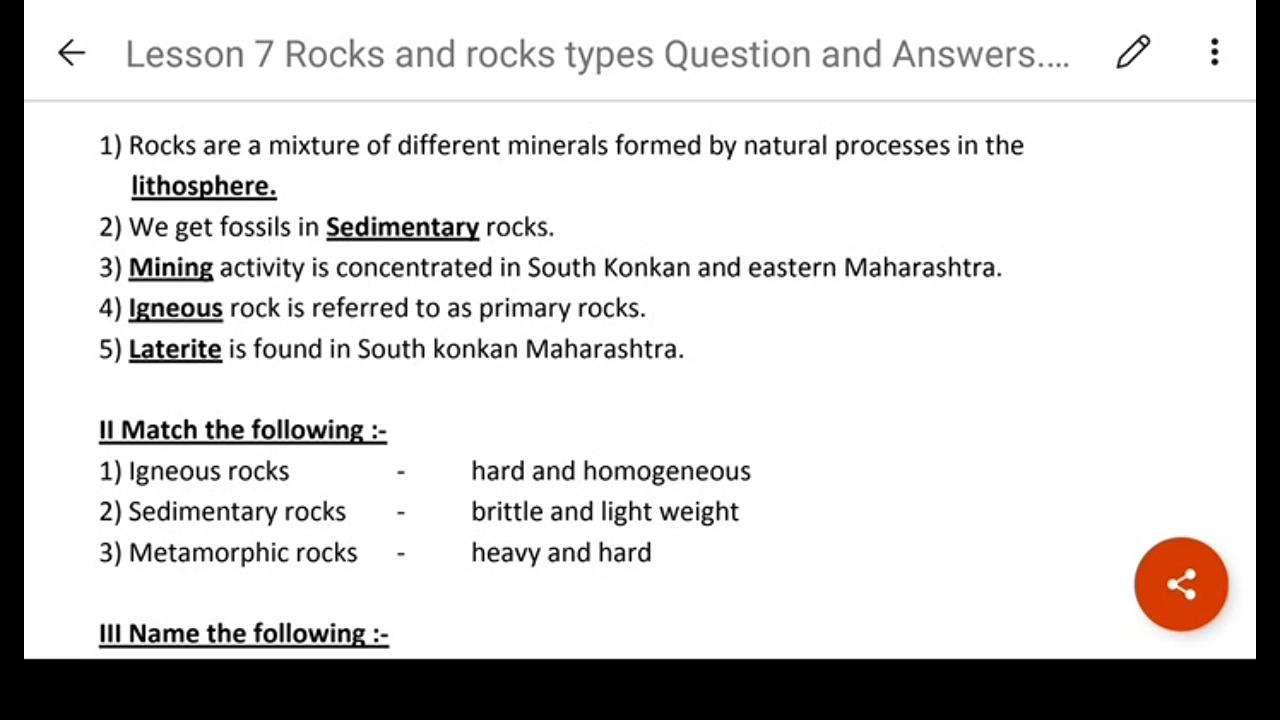 Lesson 7 Rocks and rocks types Question and Answers....
1) Rocks are a mixture of different minerals formed by natural processes in the
lithosphere.
2) We get fossils in Sedimentary rocks.
3) Mining activity is concentrated in South Konkan and eastern Maharashtra.
4) Igneous rock is referred to as primary rocks.
5) Laterite is found in South konkan Maharashtra.
II Match the following :-
1) Igneous rocks - hard and homogeneous
2) Sedimentary rocks - brittle and light weight
3) Metamorphic rocks - heavy and hard
III Name the following :-